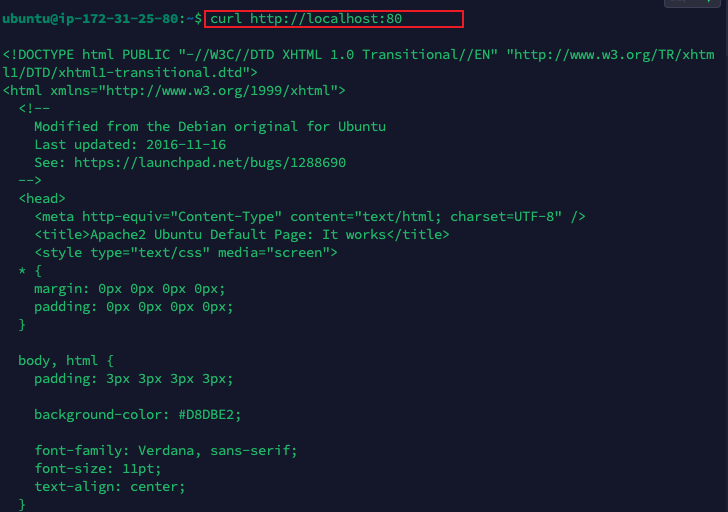 ubuntu@ip-172-31-25-80:~$ curl http://localhost:80
<!DOCTYPE html PUBLIC "-//W3C//DTD XHTML 1.0 Transitional//EN" "http://www.w3.org/TR/xhtm
l1/DTD/xhtml1-transitional.dtd">
<html xmlns="http://www.w3.org/1999/xhtml">
  <!--
    Modified from the Debian original for Ubuntu
    Last updated: 2016-11-16
    See: https://launchpad.net/bugs/1288690
  -->
  <head>
    <meta http-equiv="Content-Type" content="text/html; charset=UTF-8" />
    <title>Apache2 Ubuntu Default Page: It works</title>
    <style type="text/css" media="screen">
  * {
    margin: 0px 0px 0px 0px;
    padding: 0px 0px 0px 0px;
  }
  body, html {
    padding: 3px 3px 3px 3px;
    background-color: #D8DBE2;
    font-family: Verdana, sans-serif;
    font-size: 11pt;
    text-align: center;
  }